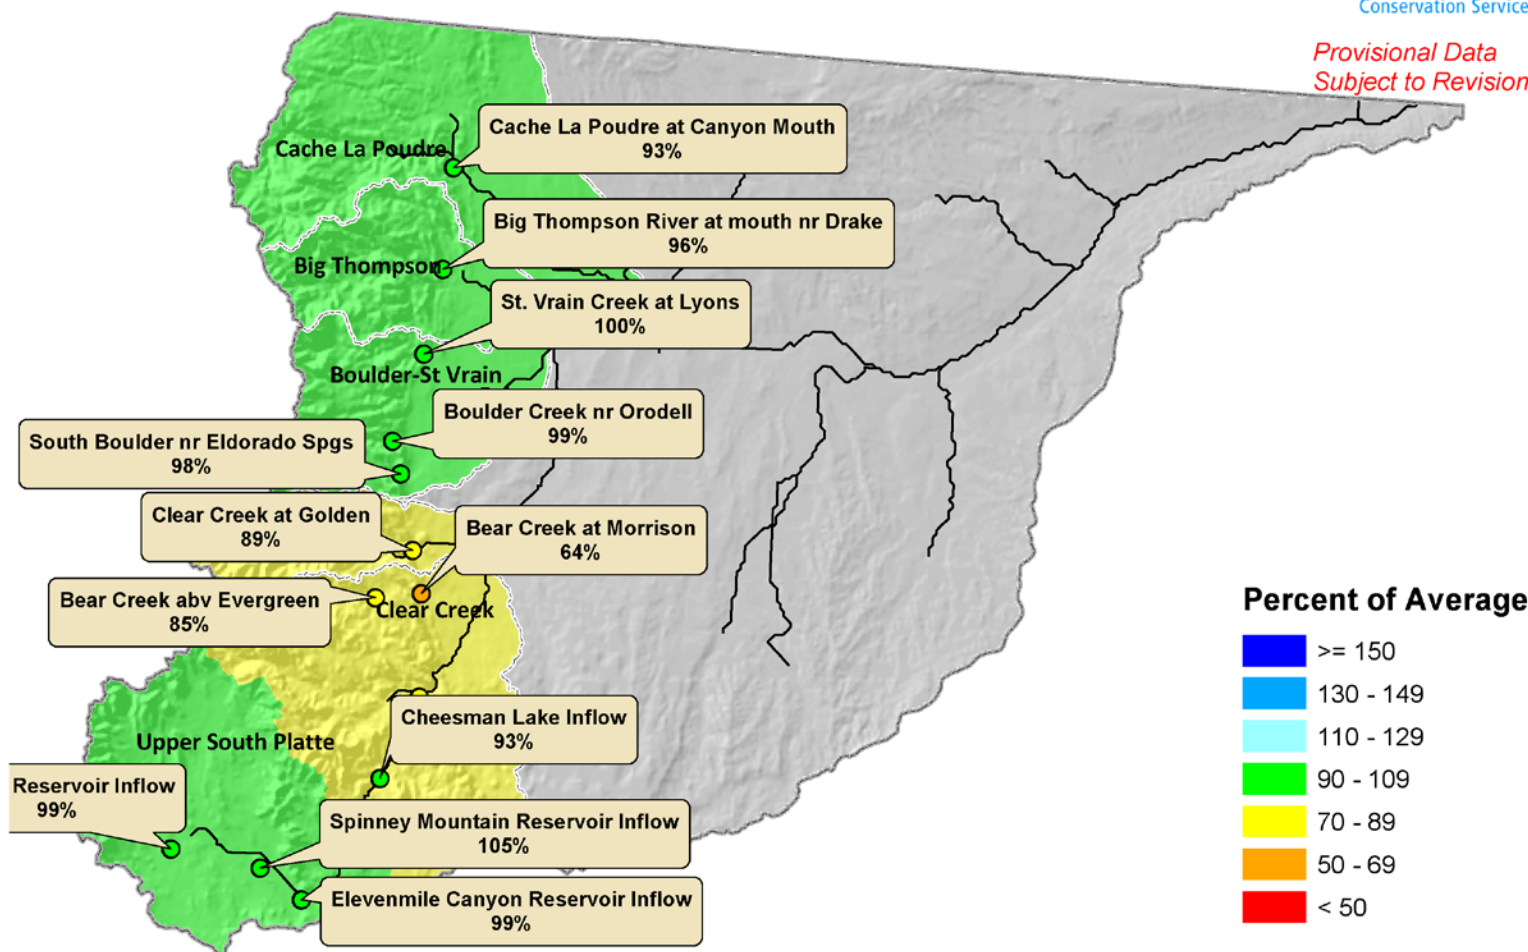 Conservation Service
Provisional Data
Subject to Revision
Cache La Poudre at Canyon Mouth
93%
Cache La Poudre
Big Thompson River at mouth nr Drake
96%
Big Thompson
St. Vrain Creek at Lyons
100%
Boulder-St Vrain
Boulder Creek nr Orodell
99%
South Boulder nr Eldorado Spgs
98%
Clear Creek at Golden
89%
Bear Creek at Morrison
64%
Bear Creek abv Evergreen
85%
Clear Creek
Cheesman Lake Inflow
93%
Upper South Platte
Reservoir Inflow
99%
Spinney Mountain Reservoir Inflow
105%
Elevenmile Canyon Reservoir Inflow
99%
Percent of Average
>= 150
130 - 149
110 - 129
90 - 109
70 - 89
50 - 69
< 50